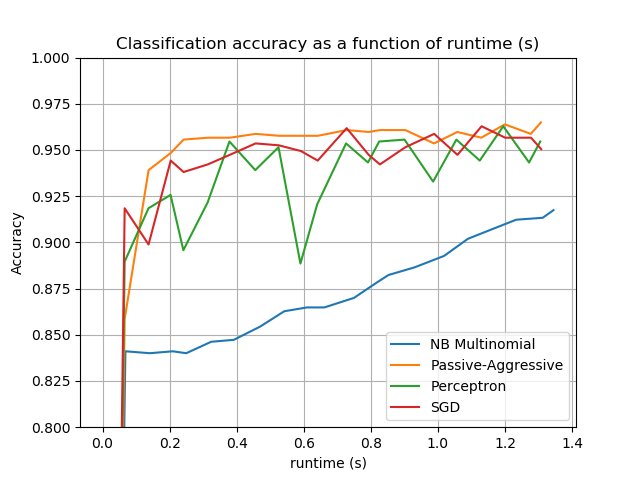 Classification accuracy as a function of runtime (s)
1.000
0.975
0.950
0.925
0.900
0.875
0.850
0.825
0.800
Accuracy
NB Multinomial
Passive-Aggressive
Perceptron
SGD
0.0 0.2 0.4 0.6 0.8 1.0 1.2 1.4
runtime (s)